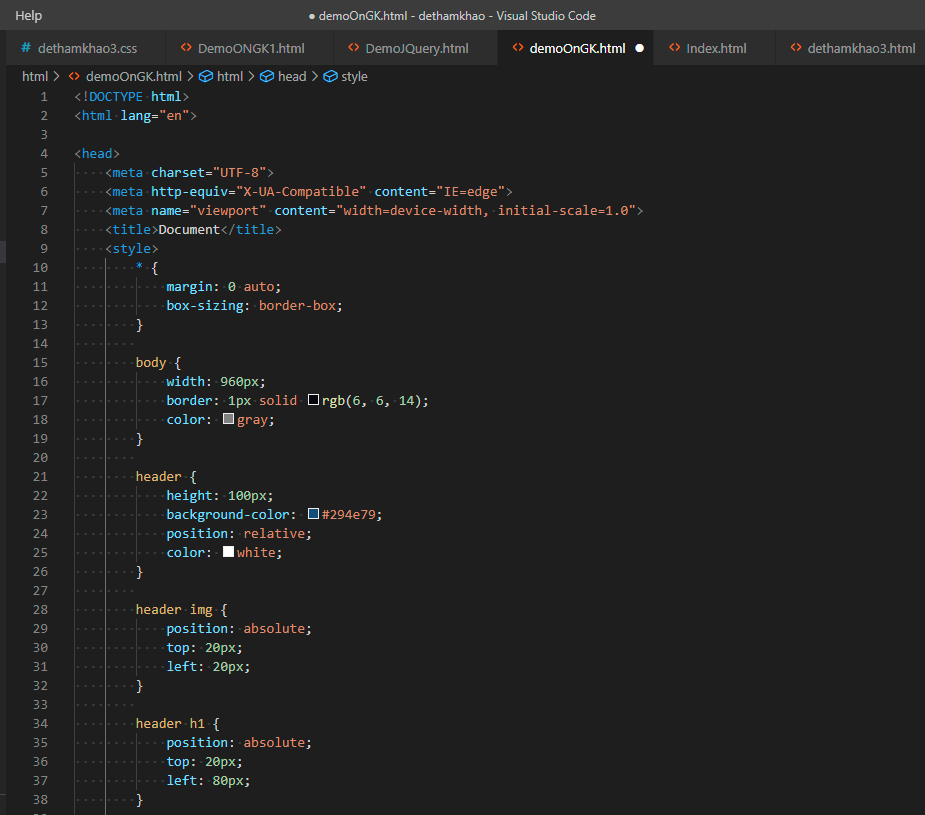 Help
● demoOnGK.html - dethamkhao - Visual Studio Code
# dethamkhao3.css <> DemoONGK1.html <> DemoJQuery.html <> demoOnGK.html ● <> Index.html <> dethamkhao3.html
html > <> demoOnGK.html > html > head > style
1 <!DOCTYPE html>
2 <html lang="en">
3
4 <head>
5 <meta charset="UTF-8">
6 <meta http-equiv="X-UA-Compatible" content="IE=edge">
7 <meta name="viewport" content="width=device-width, initial-scale=1.0">
8 <title>Document</title>
9 <style>
10 * {
11 margin: 0 auto;
12 box-sizing: border-box;
13 }
14
15 body {
16 width: 960px;
17 border: 1px solid rgb(6, 6, 14);
18 color: gray;
19 }
20
21 header {
22 height: 100px;
23 background-color: #294e79;
24 position: relative;
25 color: white;
26 }
27
28 header img {
29 position: absolute;
30 top: 20px;
31 left: 20px;
32 }
33
34 header h1 {
35 position: absolute;
36 top: 20px;
37 left: 80px;
38 }